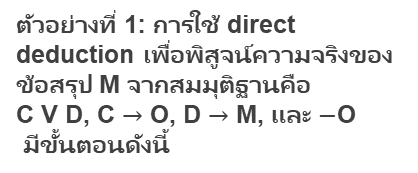 ตัวอย่างที่ 1: การใช้ direct
deduction เพื่อพิสูจน์ความจริงของ
ข้อสรุป M จากสมมุติฐานคือ
C V D, C → O, D → M, และ −O
มีขั้นตอนดังนี้